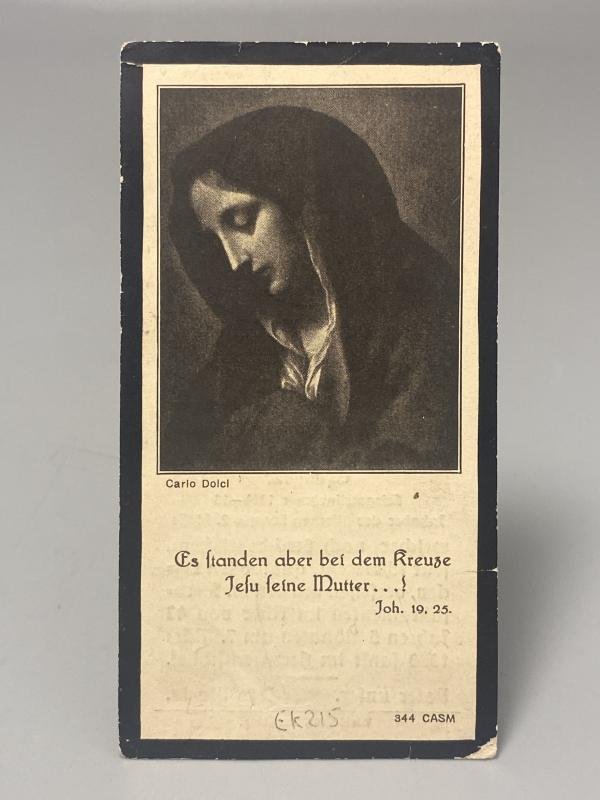 Carlo Dolci
Es ſtanden aber bei dem Kreuze
Jeſu ſeine Mutter...!
Joh. 19, 25.
Ek215
344 CASM